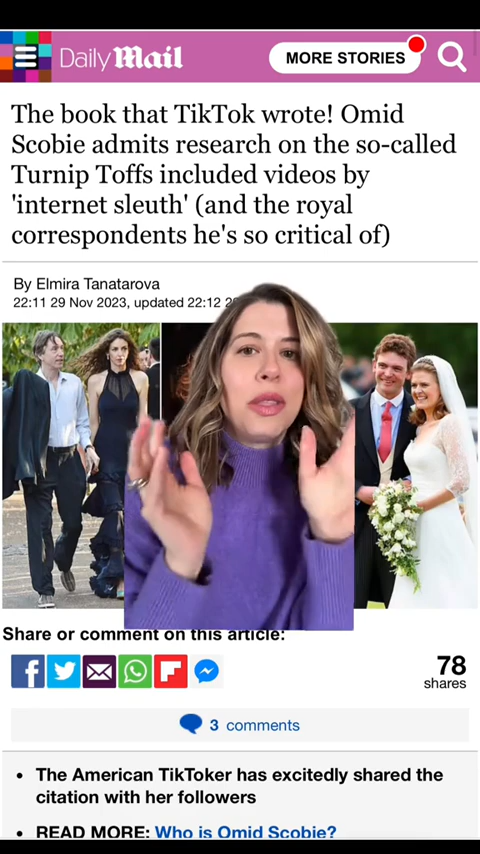 Daily Mail
MORE STORIES
The book that TikTok wrote! Omid
Scobie admits research on the so-called
Turnip Toffs included videos by
'internet sleuth' (and the royal
correspondents he's so critical of)
By Elmira Tanatarova
22:11 29 Nov 2023, updated 22:12
Share or comment on this article:
78
shares
3 comments
• The American TikToker has excitedly shared the
citation with her followers
• READ MORE: Who is Omid Scobie?